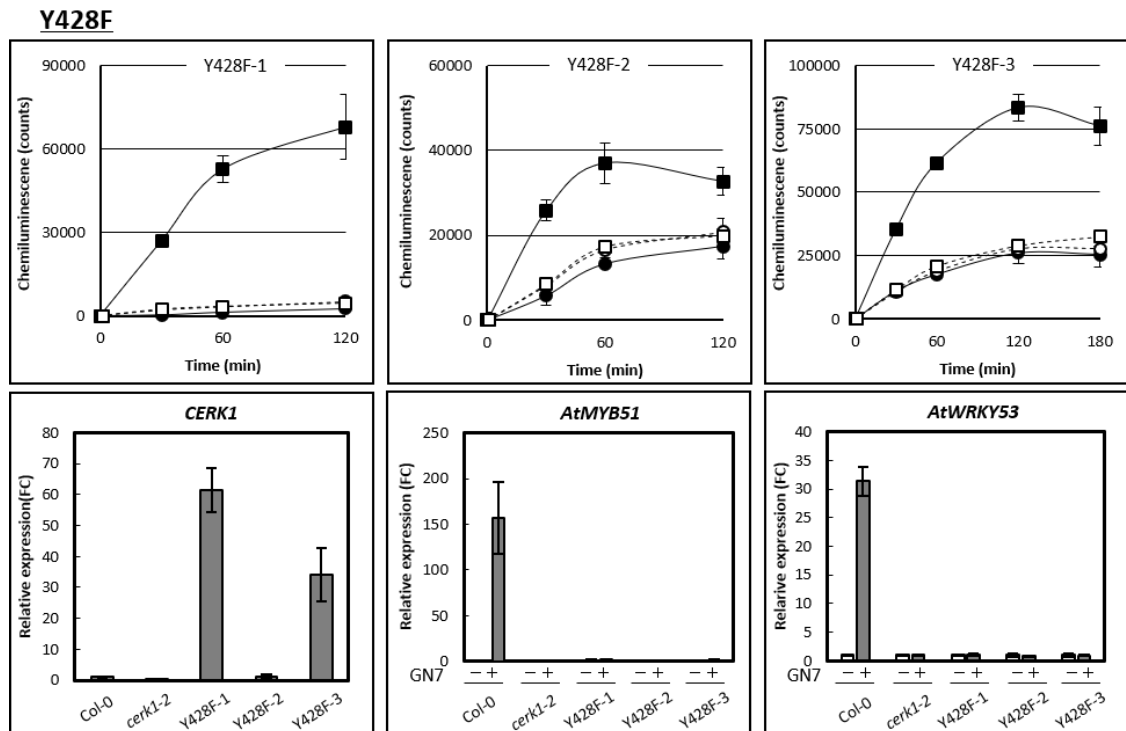 Y428F
Y428F-1
Chemiluminescene (counts)
90000
60000
30000
0
0 60 120
Time (min)
Y428F-2
Chemiluminescene (counts)
60000
40000
20000
0
0 60 120
Time (min)
Y428F-3
Chemiluminescene (counts)
100000
75000
50000
25000
0
0 60 120 180
Time (min)
CERK1
Relative expression(FC)
80
70
60
50
40
30
20
10
0
Col-0 cerk1-2 Y428F-1 Y428F-2 Y428F-3
AtMYB51
Relative expression (FC)
250
200
150
100
50
0
GN7 − + − + − + − + − +
Col-0 cerk1-2 Y428F-1 Y428F-2 Y428F-3
AtWRKY53
Relarive expression (FC)
40
35
30
25
20
15
10
5
0
GN7 − + − + − + − + − +
Col-0 cerk1-2 Y428F-1 Y428F-2 Y428F-3